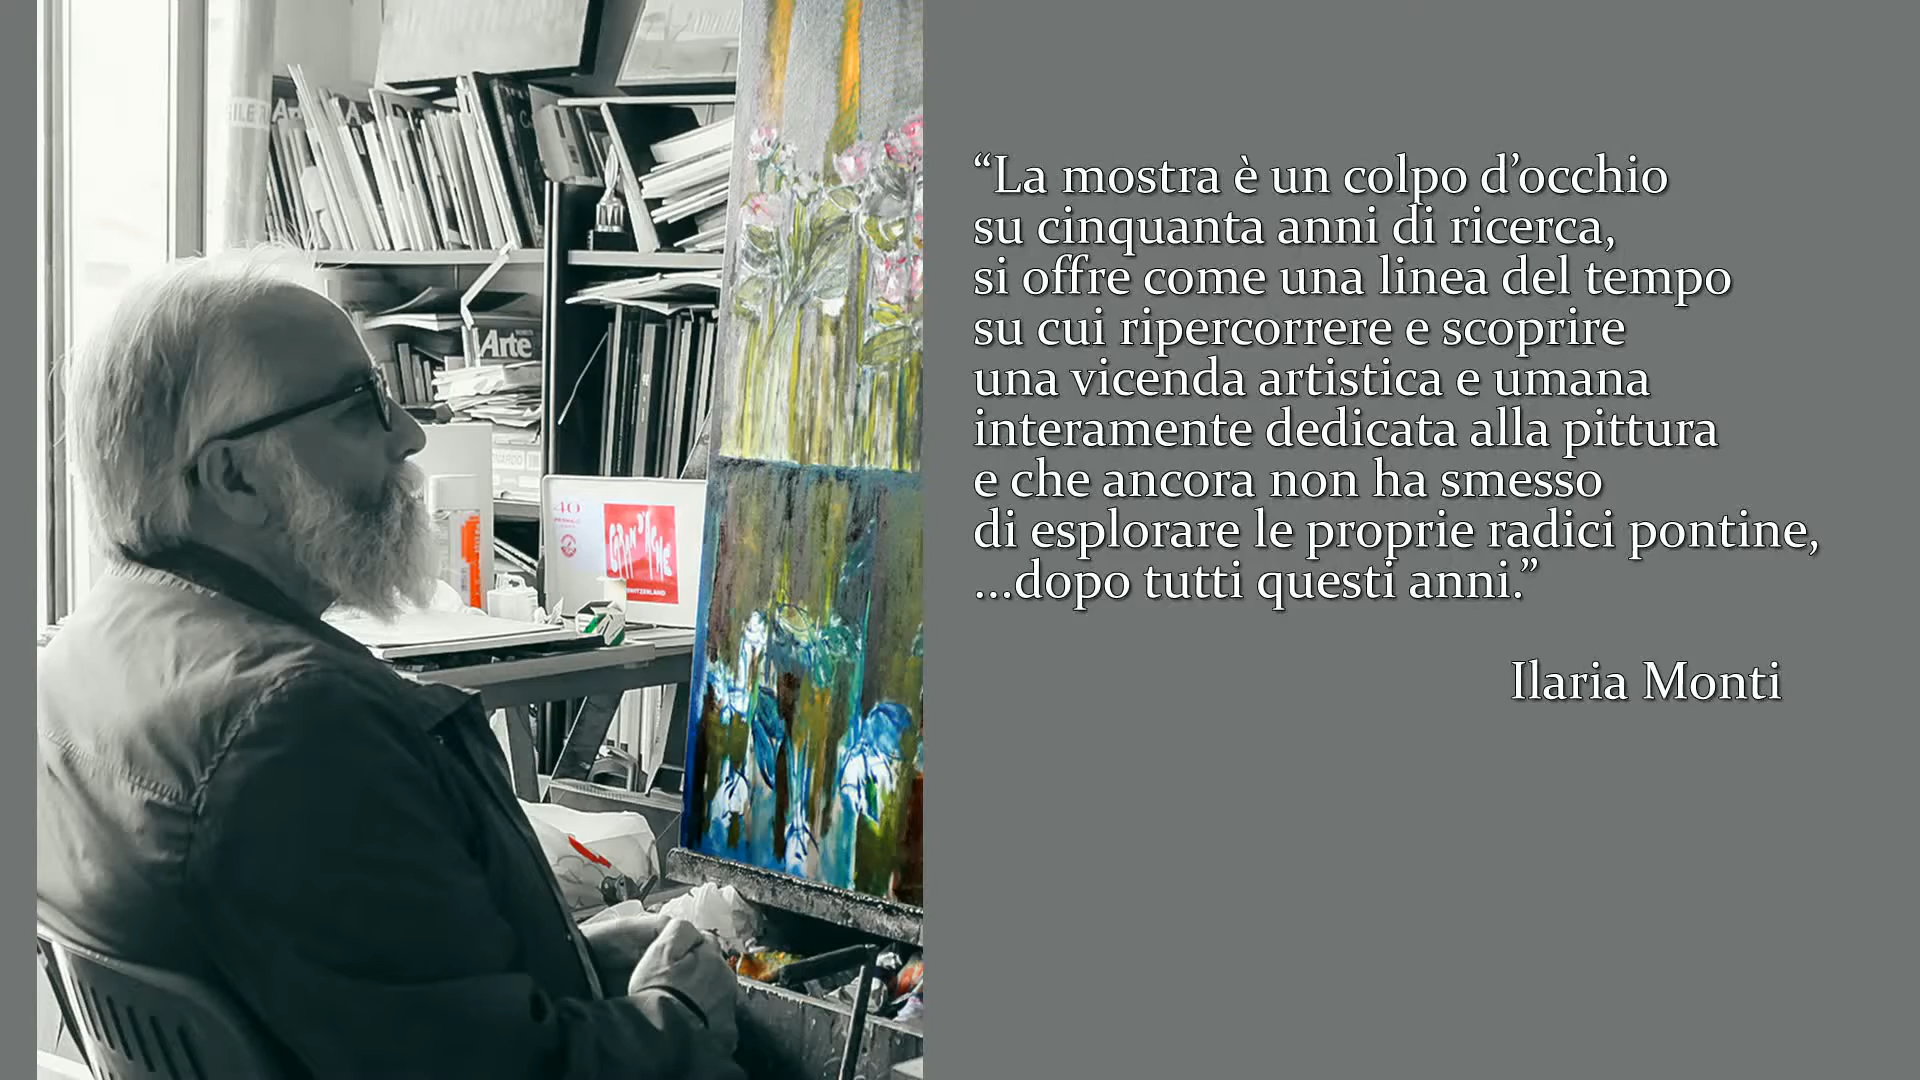 Arte
40
SWITZERLAND
“La mostra è un colpo d’occhio
su cinquanta anni di ricerca,
si offre come una linea del tempo
su cui ripercorrere e scoprire
una vicenda artistica e umana
interamente dedicata alla pittura
e che ancora non ha smesso
di esplorare le proprie radici pontine,
...dopo tutti questi anni.”
Ilaria Monti